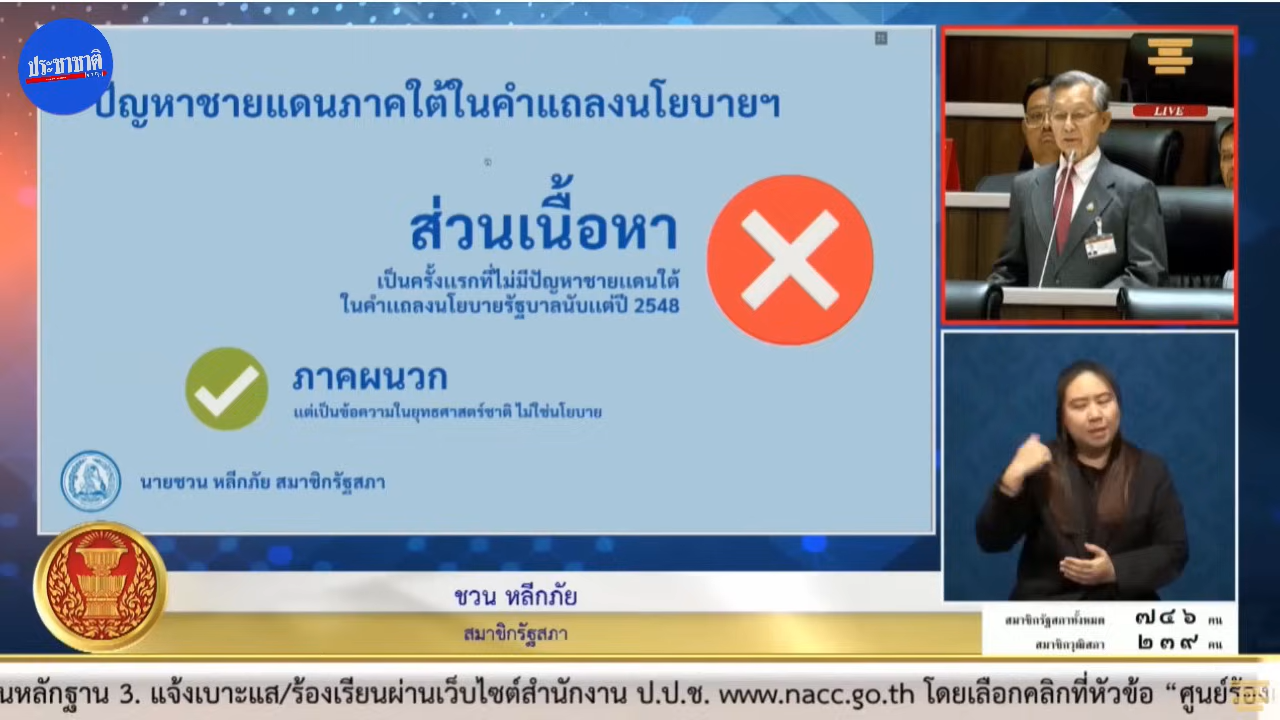 ประชาชาติ
ปัญหาชายแดนภาคใต้ในคำแถลงนโยบายฯ
๑
ส่วนเนื้อหา
เป็นครั้งแรกที่ไม่มีปัญหาชายแดนใต้
ในคำแถลงนโยบายรัฐบาลนับแต่ปี 2548
ภาคผนวก
แต่เป็นข้อความในยุทธศาสตร์ชาติ ไม่ใช่นโยบาย
นายชวน หลีกภัย สมาชิกรัฐสภา
LIVE
ชวน หลีกภัย
สมาชิกรัฐสภา
สมาชิกรัฐสภาทั้งหมด ๗๔๖ คน
สมาชิกวุฒิสภา ๒๓๙ คน
นหลักฐาน 3. แจ้งเบาะแส/ร้องเรียนผ่านเว็บไซต์สำนักงาน ป.ป.ช. www.nacc.go.th โดยเลือกคลิกที่หัวข้อ “ศูนย์ร้อง